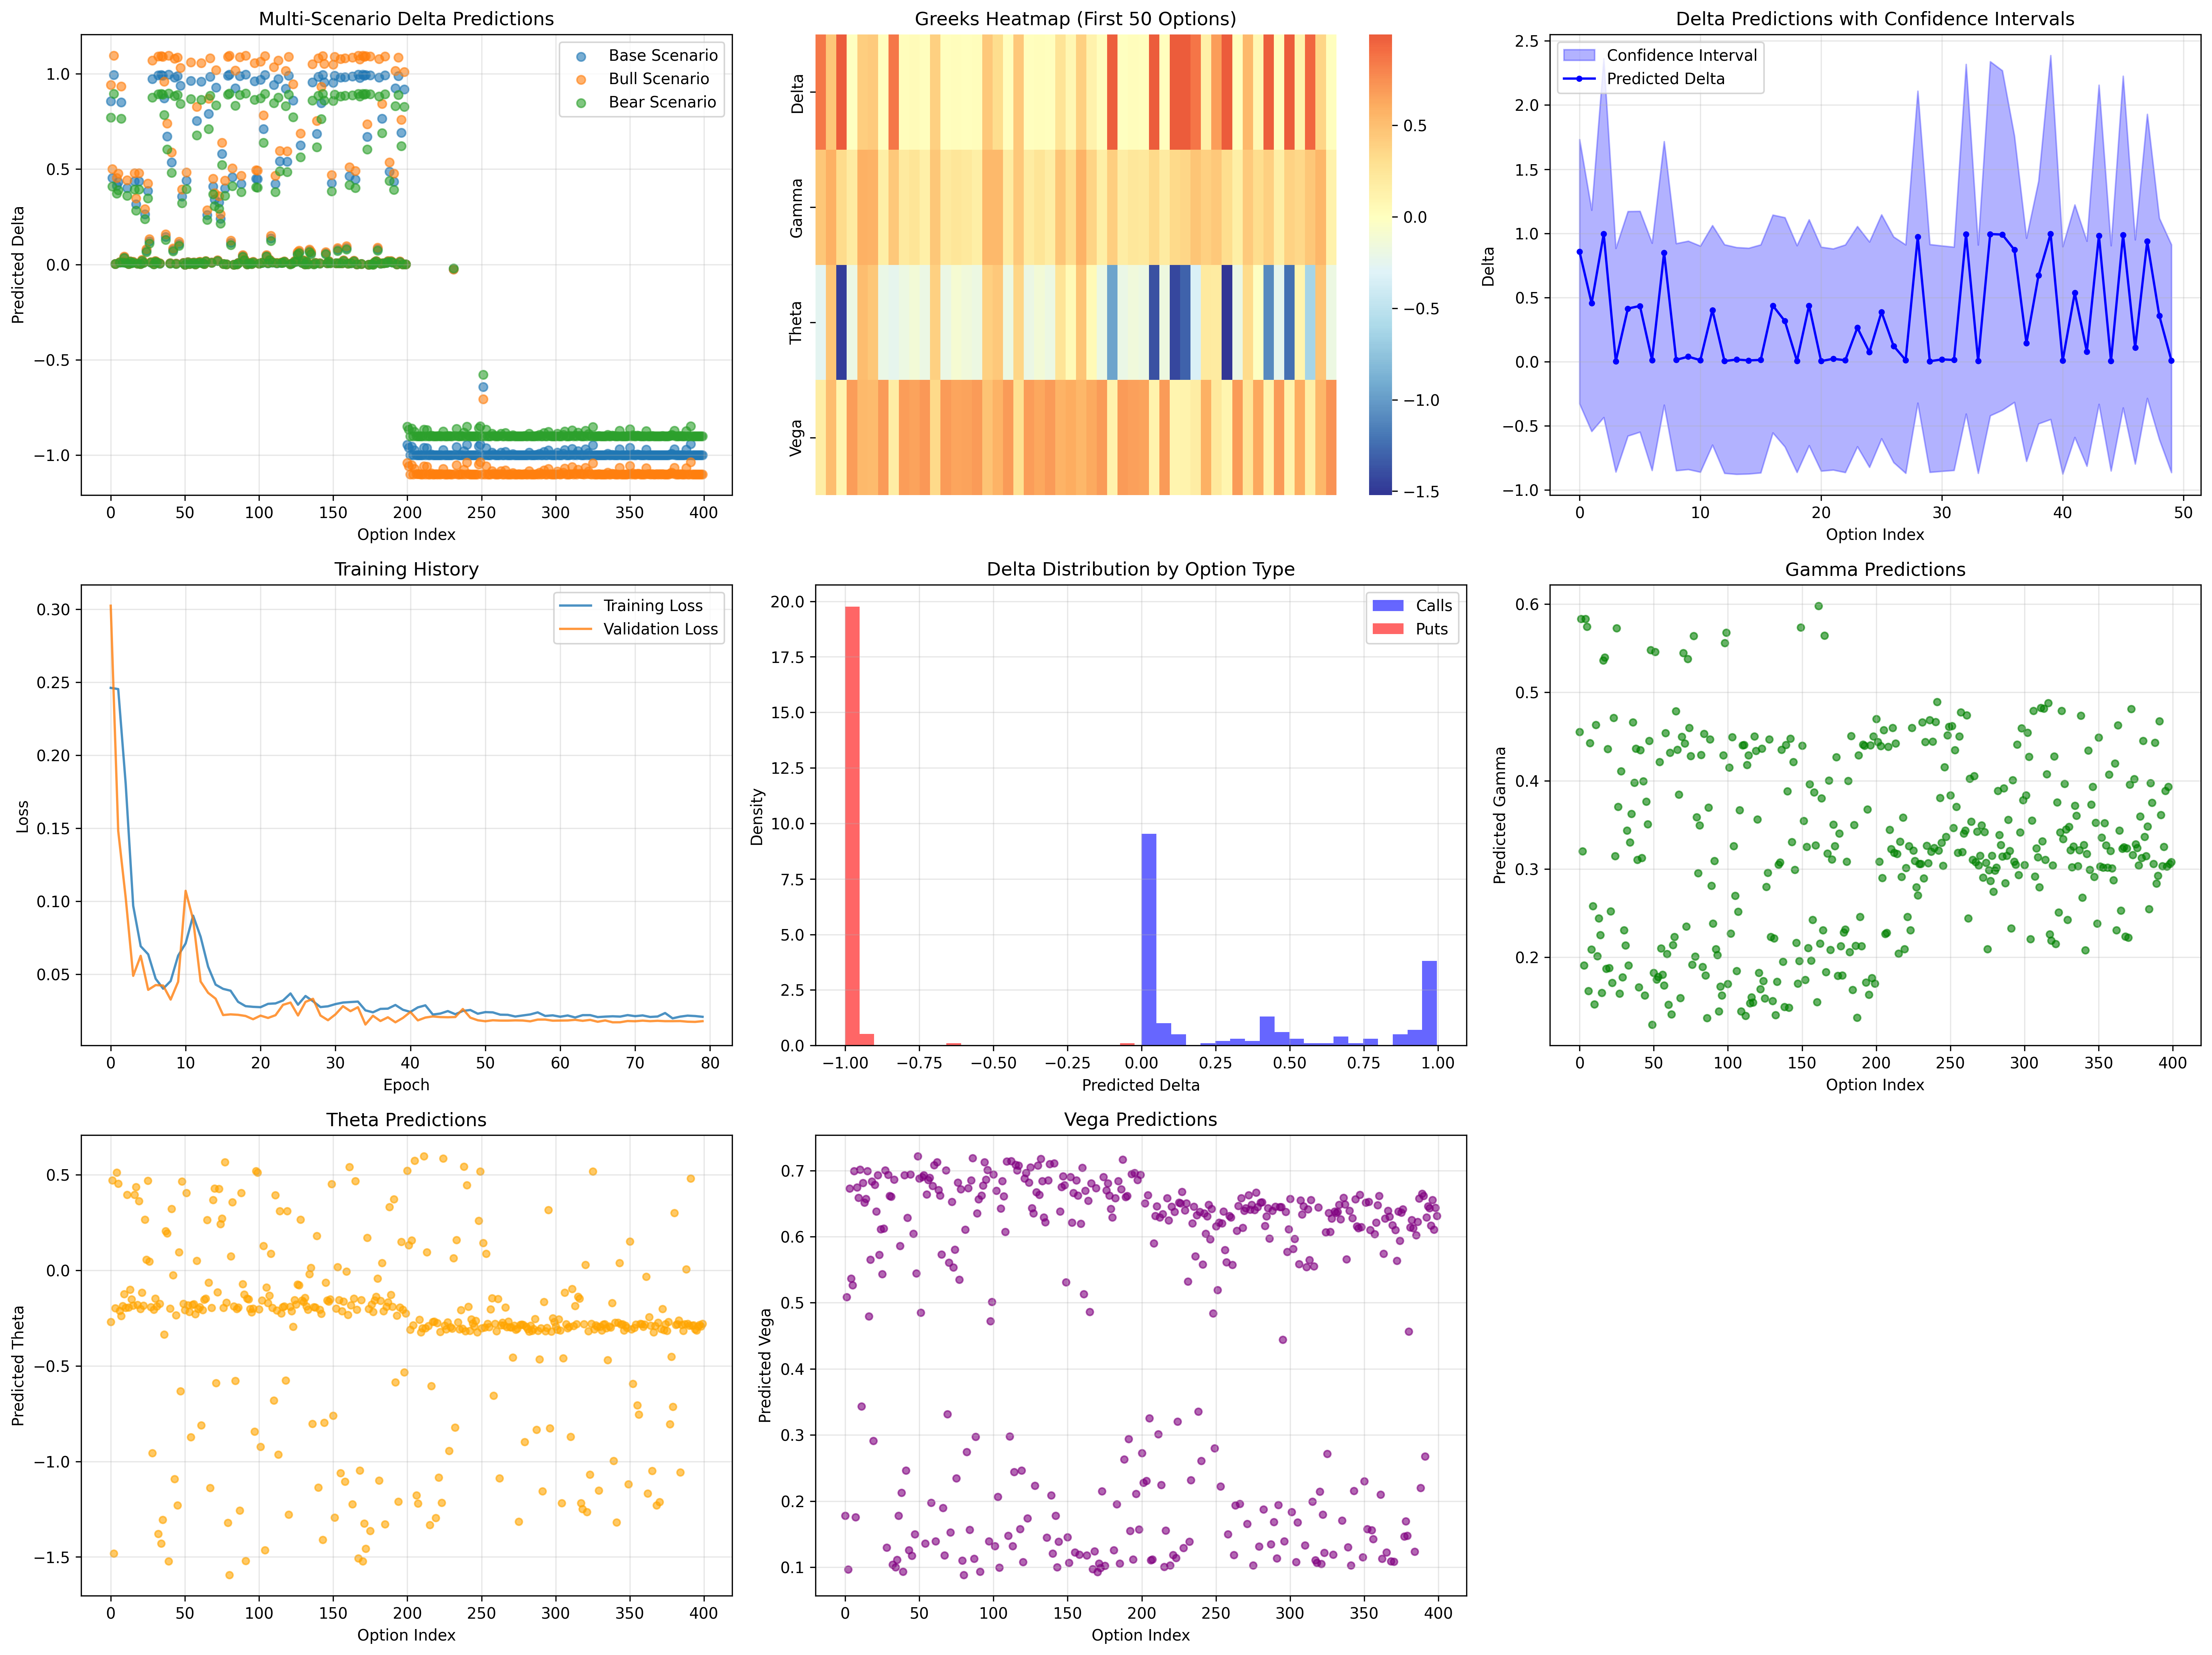 Multi-Scenario Delta Predictions
Predicted Delta
1.0
0.5
0.0
−0.5
−1.0
Base Scenario
Bull Scenario
Bear Scenario
0 50 100 150 200 250 300 350 400
Option Index
Greeks Heatmap (First 50 Options)
Delta
Gamma
Theta
Vega
0.5
0.0
−0.5
−1.0
−1.5
Delta Predictions with Confidence Intervals
Delta
2.5
2.0
1.5
1.0
0.5
0.0
−0.5
−1.0
Confidence Interval
Predicted Delta
0 10 20 30 40 50
Option Index
Training History
Loss
0.30
0.25
0.20
0.15
0.10
0.05
Training Loss
Validation Loss
0 10 20 30 40 50 60 70 80
Epoch
Delta Distribution by Option Type
Density
20.0
17.5
15.0
12.5
10.0
7.5
5.0
2.5
0.0
Calls
Puts
−1.00 −0.75 −0.50 −0.25 0.00 0.25 0.50 0.75 1.00
Predicted Delta
Gamma Predictions
Predicted Gamma
0.6
0.5
0.4
0.3
0.2
0 50 100 150 200 250 300 350 400
Option Index
Theta Predictions
Predicted Theta
0.5
0.0
−0.5
−1.0
−1.5
0 50 100 150 200 250 300 350 400
Option Index
Vega Predictions
Predicted Vega
0.7
0.6
0.5
0.4
0.3
0.2
0.1
0 50 100 150 200 250 300 350 400
Option Index